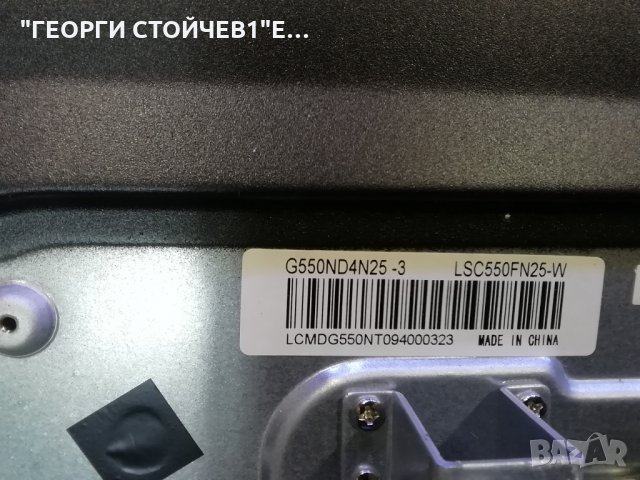 "ГЕОРГИ СТОЙЧЕВ1"Е...
G550ND4N25 -3 LSC550FN25-W
LCMDG550NT094000323 MADE IN CHINA
BAZAR